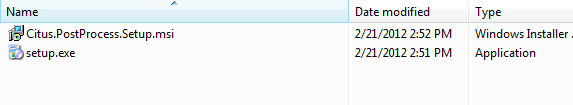 Name Date modified Type
Citus.PostProcess.Setup.msi 2/21/2012 2:52 PM Windows Installer ...
setup.exe 2/21/2012 2:51 PM Application